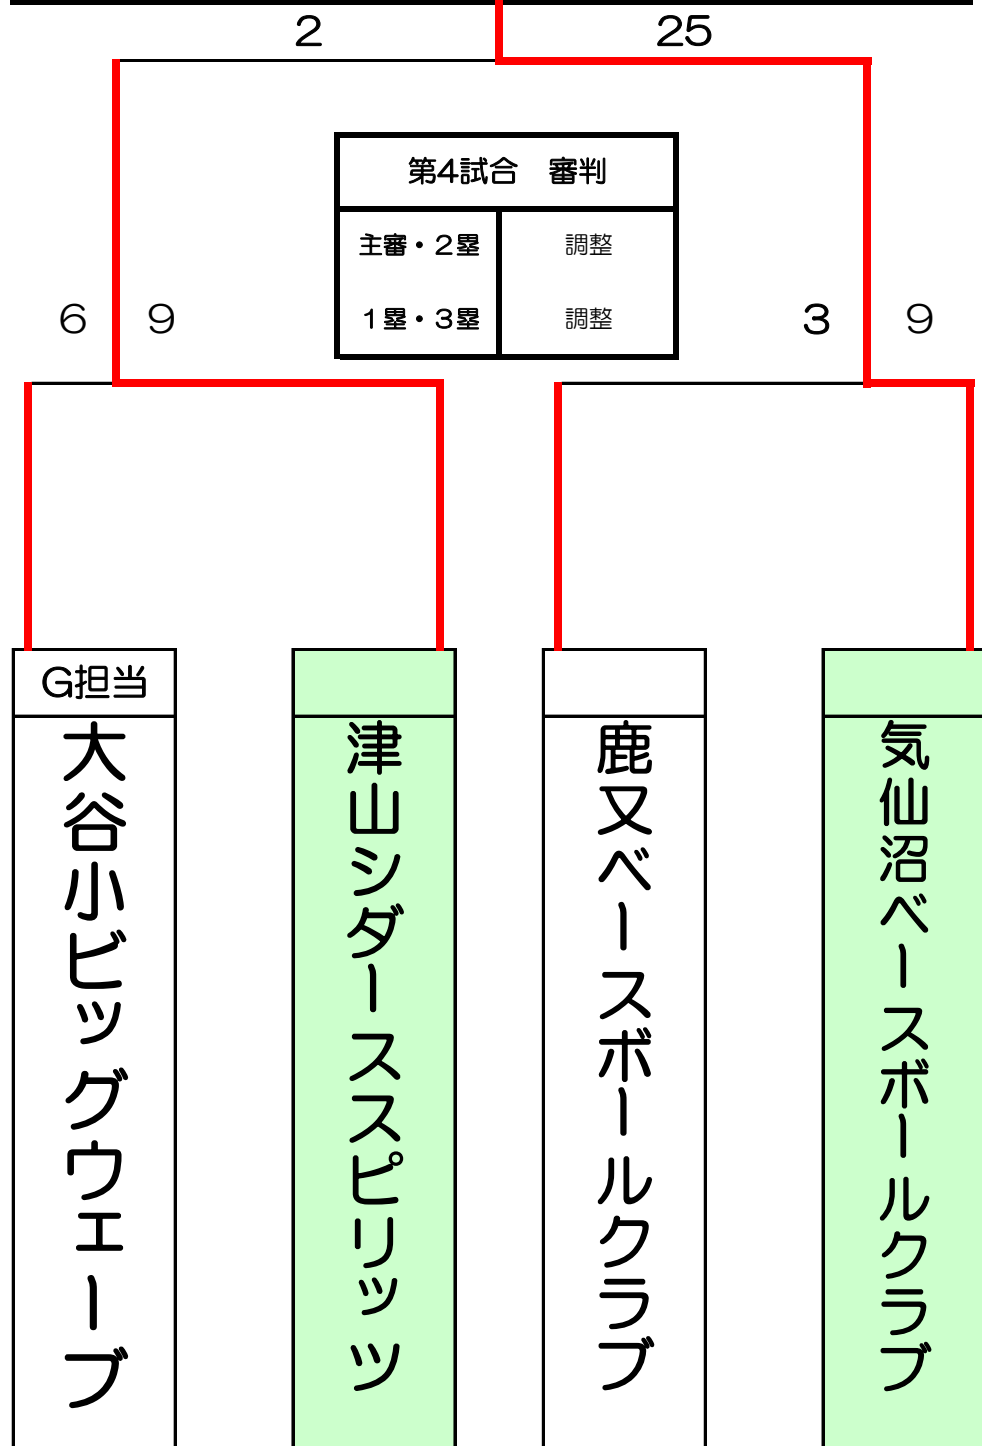 2
25
第4試合　審判
主審・2塁
調整
1塁・3塁
調整
6
9
3
9
G担当
大谷小ビッグウェーブ
津山シダーススピリッツ
鹿又ベースボールクラブ
気仙沼ベースボールクラブ